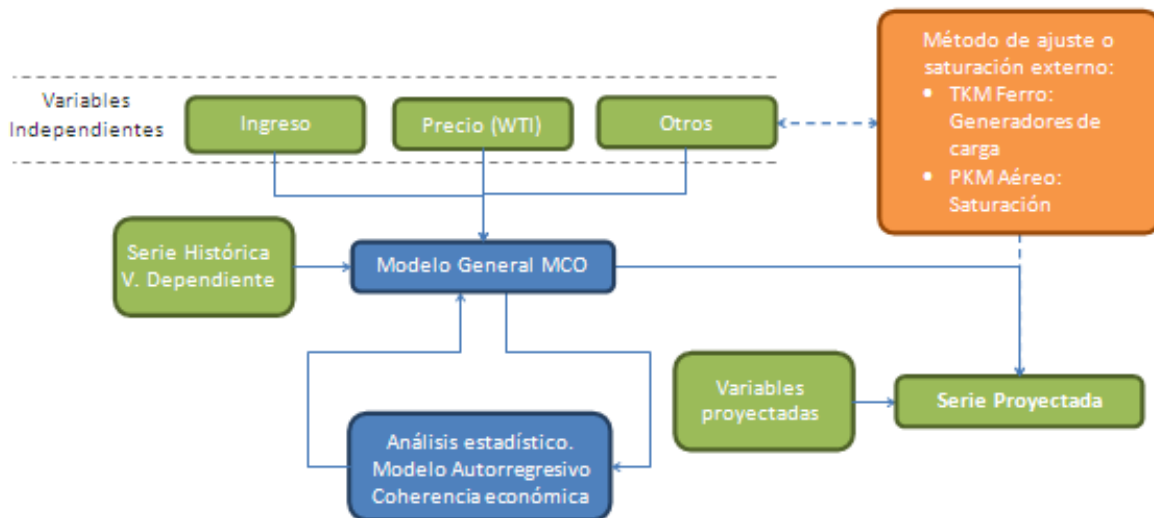 Variables
Independientes
Ingreso
Precio (WTI)
Otros
Método de ajuste o
saturación externo:
• TKM Ferro:
Generadores de
carga
• PKM Aéreo:
Saturación
Serie Histórica
V. Dependiente
Modelo General MCO
Variables
proyectadas
Serie Proyectada
Análisis estadístico.
Modelo Autorregresivo
Coherencia económica